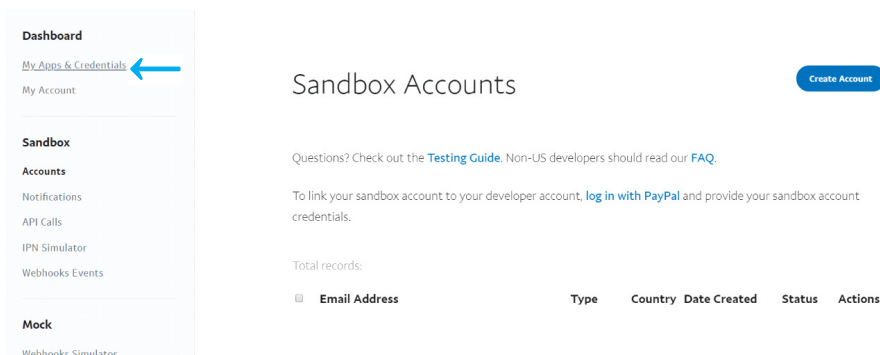 Dashboard
My Apps & Credentials
My Account
Sandbox
Accounts
Notifications
API Calls
IPN Simulator
Webhooks Events
Mock
Webhooks Simulator
Sandbox Accounts
Create Account
Questions? Check out the Testing Guide. Non-US developers should read our FAQ.
To link your sandbox account to your developer account, log in with PayPal and provide your sandbox account
credentials.
Total records:
Email Address Type Country Date Created Status Actions